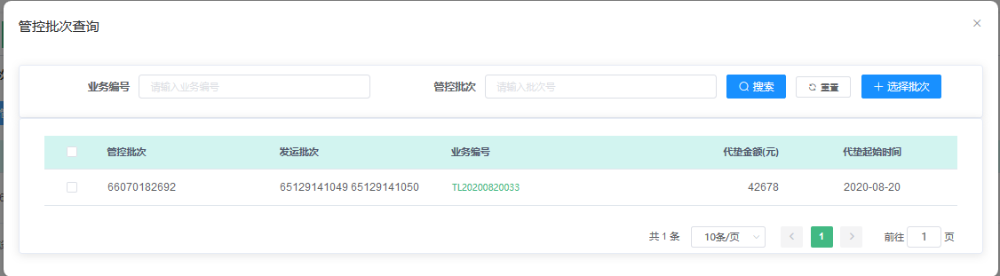 管控批次查询
业务编号 请输入业务编号 管控批次 请输入批次号 搜索 重置 选择批次
管控批次 发运批次 业务编号 代垫金额(元) 代垫起始时间
66070182692 65129141049 65129141050 TL20200820033 42678 2020-08-20
共 1 条 10条/页 1 前往 1 页